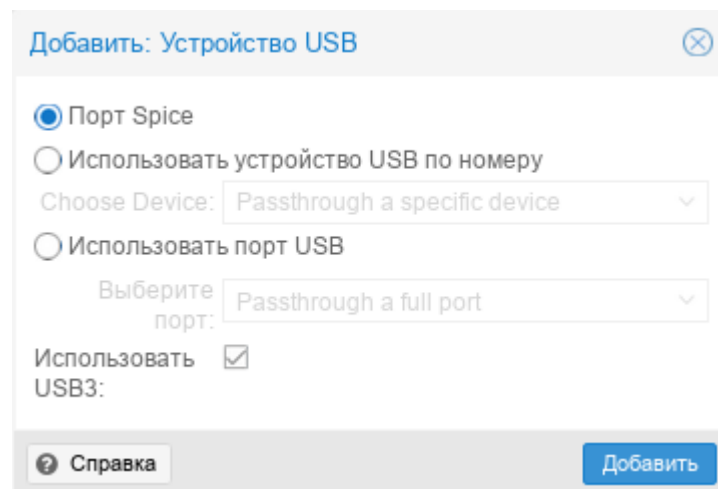 Добавить: Устройство USB
Порт Spice
Использовать устройство USB по номеру
Choose Device: Passthrough a specific device
Использовать порт USB
Выберите порт: Passthrough a full port
Использовать USB3:
Справка Добавить